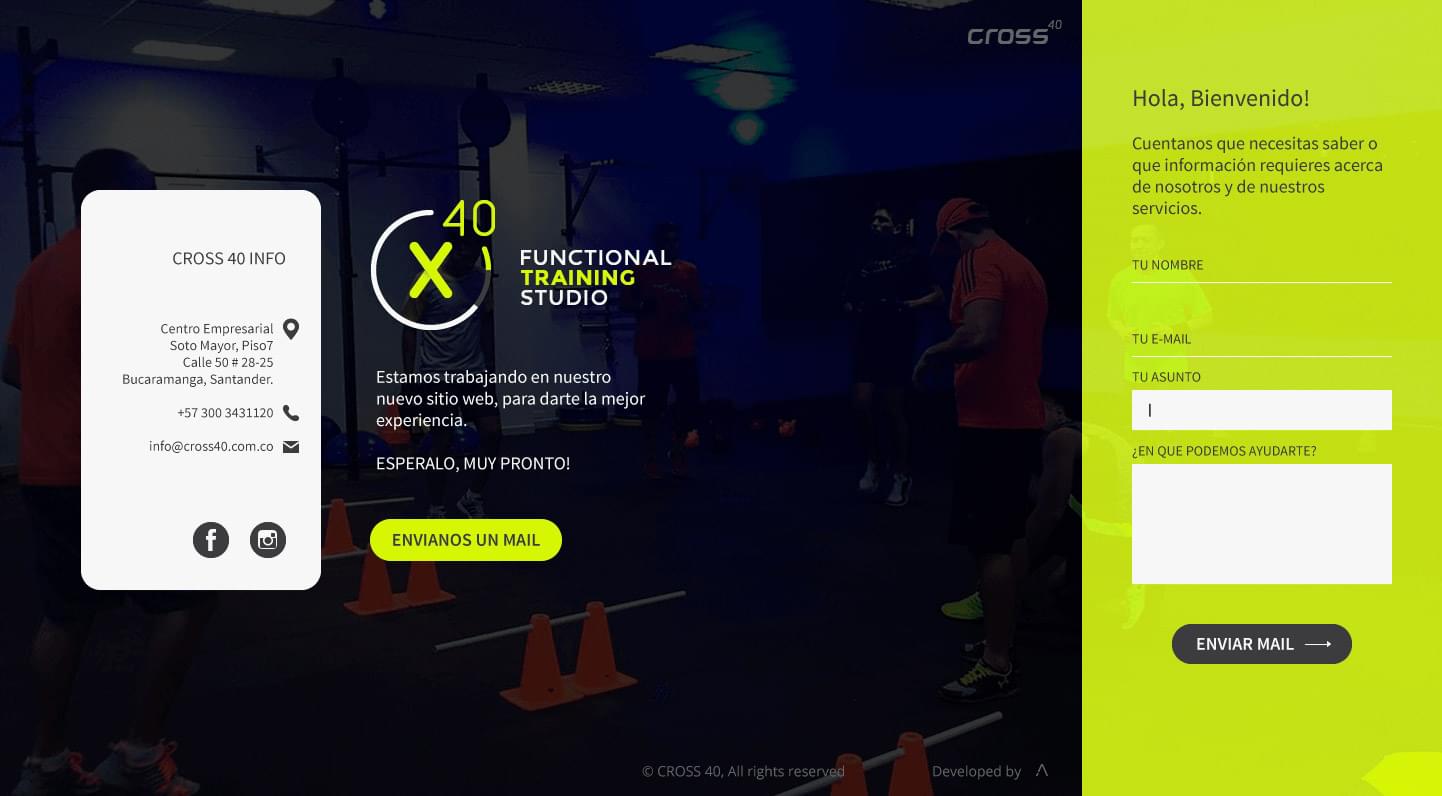 cross40
CROSS 40 INFO
Centro Empresarial
Soto Mayor, Piso7
Calle 50 # 28-25
Bucaramanga, Santander.
+57 300 3431120
info@cross40.com.co
X 40
FUNCTIONAL
TRAINING
STUDIO
Estamos trabajando en nuestro
nuevo sitio web, para darte la mejor
experiencia.
ESPERALO, MUY PRONTO!
ENVIANOS UN MAIL
© CROSS 40, All rights reserved
Developed by
Hola, Bienvenido!
Cuentanos que necesitas saber o
que información requieres acerca
de nosotros y de nuestros
servicios.
TU NOMBRE
TU E-MAIL
TU ASUNTO
¿EN QUE PODEMOS AYUDARTE?
ENVIAR MAIL